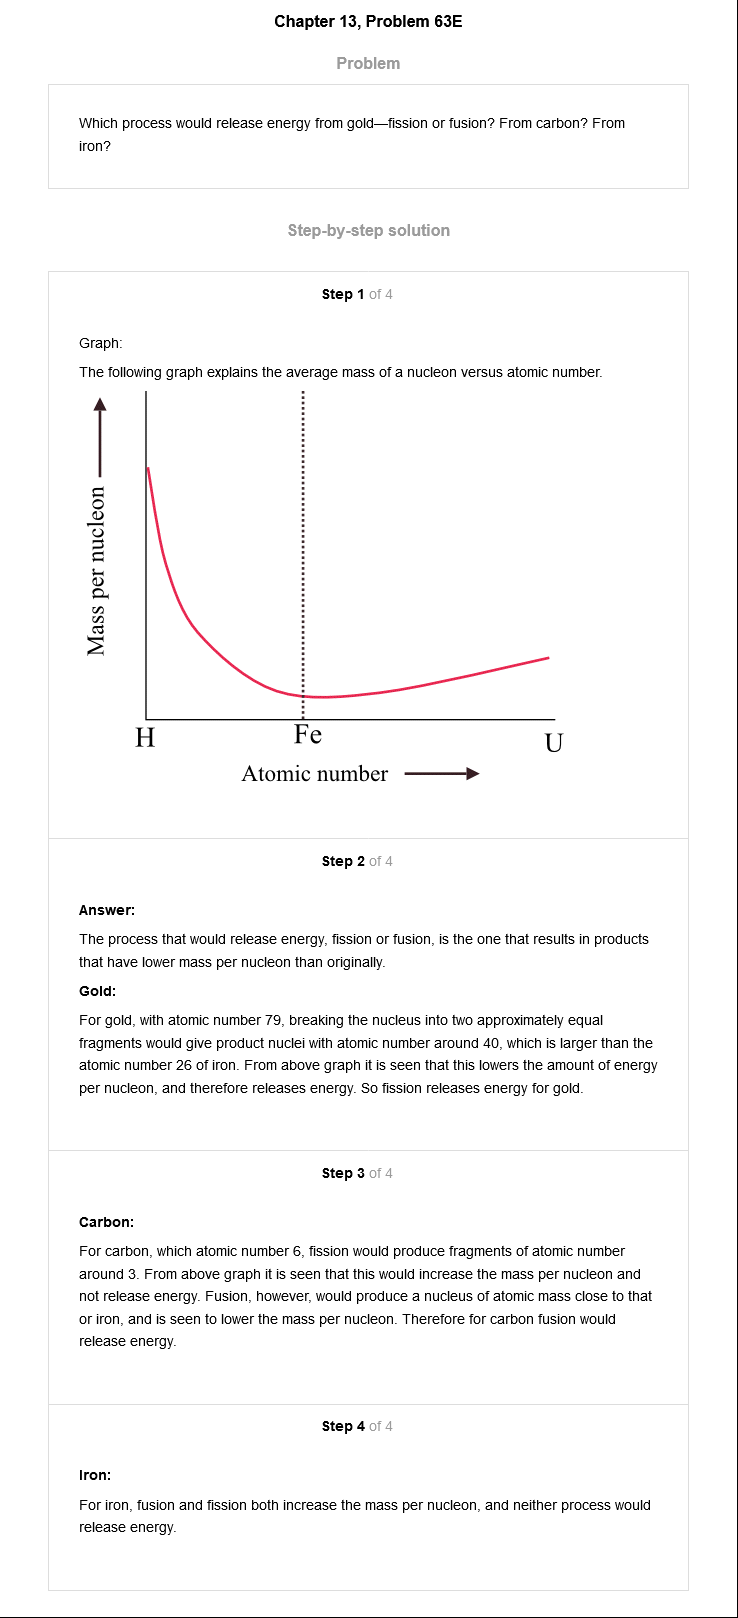 Chapter 13, Problem 63E
Problem
Which process would release energy from gold—fission or fusion? From carbon? From
iron?
Step-by-step solution
Step 1 of 4
Graph:
The following graph explains the average mass of a nucleon versus atomic number.
Mass per nucleon
H
Fe
U
Atomic number
Step 2 of 4
Answer:
The process that would release energy, fission or fusion, is the one that results in products
that have lower mass per nucleon than originally.
Gold:
For gold, with atomic number 79, breaking the nucleus into two approximately equal
fragments would give product nuclei with atomic number around 40, which is larger than the
atomic number 26 of iron. From above graph it is seen that this lowers the amount of energy
per nucleon, and therefore releases energy. So fission releases energy for gold.
Step 3 of 4
Carbon:
For carbon, which atomic number 6, fission would produce fragments of atomic number
around 3. From above graph it is seen that this would increase the mass per nucleon and
not release energy. Fusion, however, would produce a nucleus of atomic mass close to that
or iron, and is seen to lower the mass per nucleon. Therefore for carbon fusion would
release energy.
Step 4 of 4
Iron:
For iron, fusion and fission both increase the mass per nucleon, and neither process would
release energy.